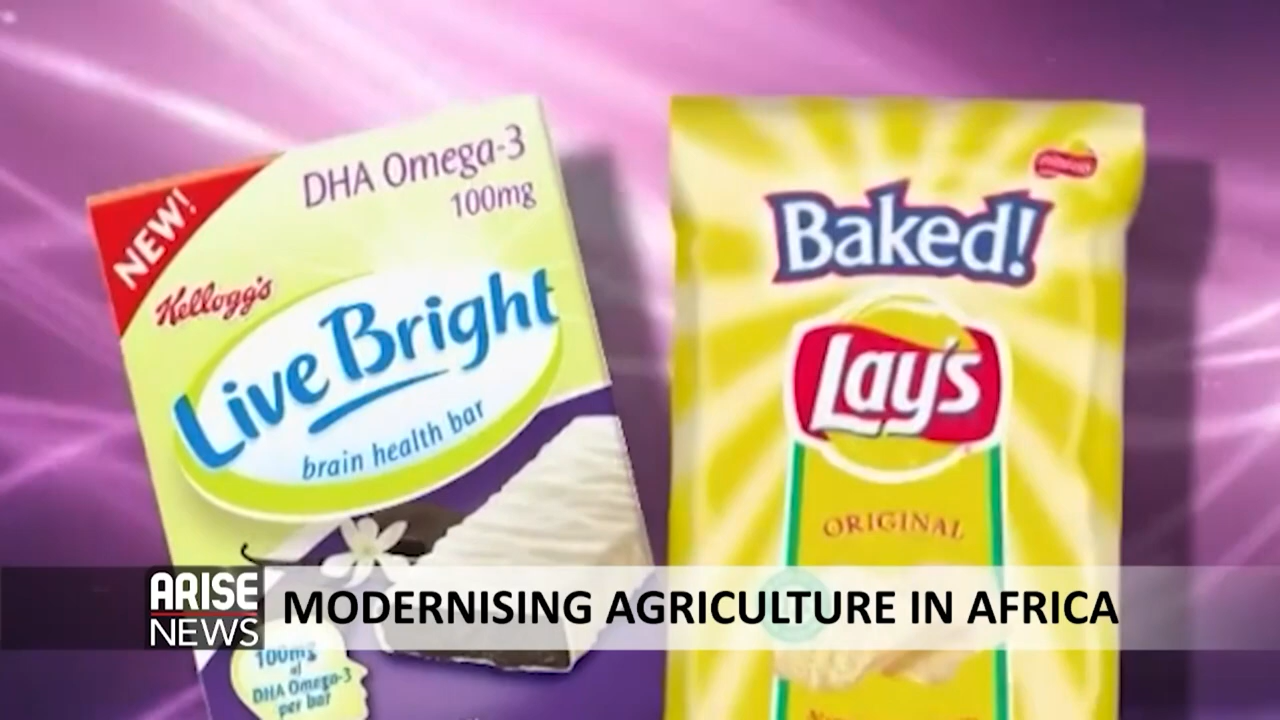 DHA Omega-3
100mg
NEW!
Kellogg's
Live Bright
brain health bar
100mg
of
DHA Omega-3
per bar
Baked!
Lay's
ORIGINAL
ARISE
NEWS
MODERNISING AGRICULTURE IN AFRICA